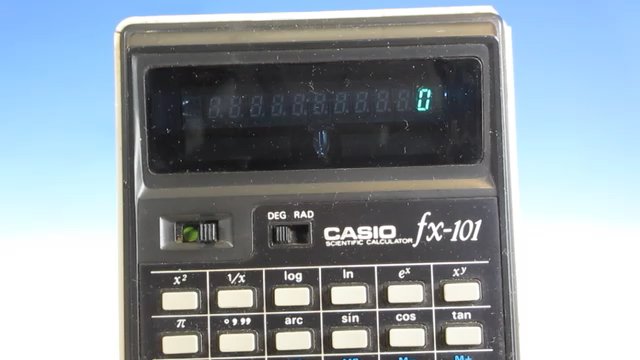 0
DEG RAD
CASIO fx-101
SCIENTIFIC CALCULATOR
x² 1/x log ln eˣ xʸ
π ° ’ ” arc sin cos tan
M+